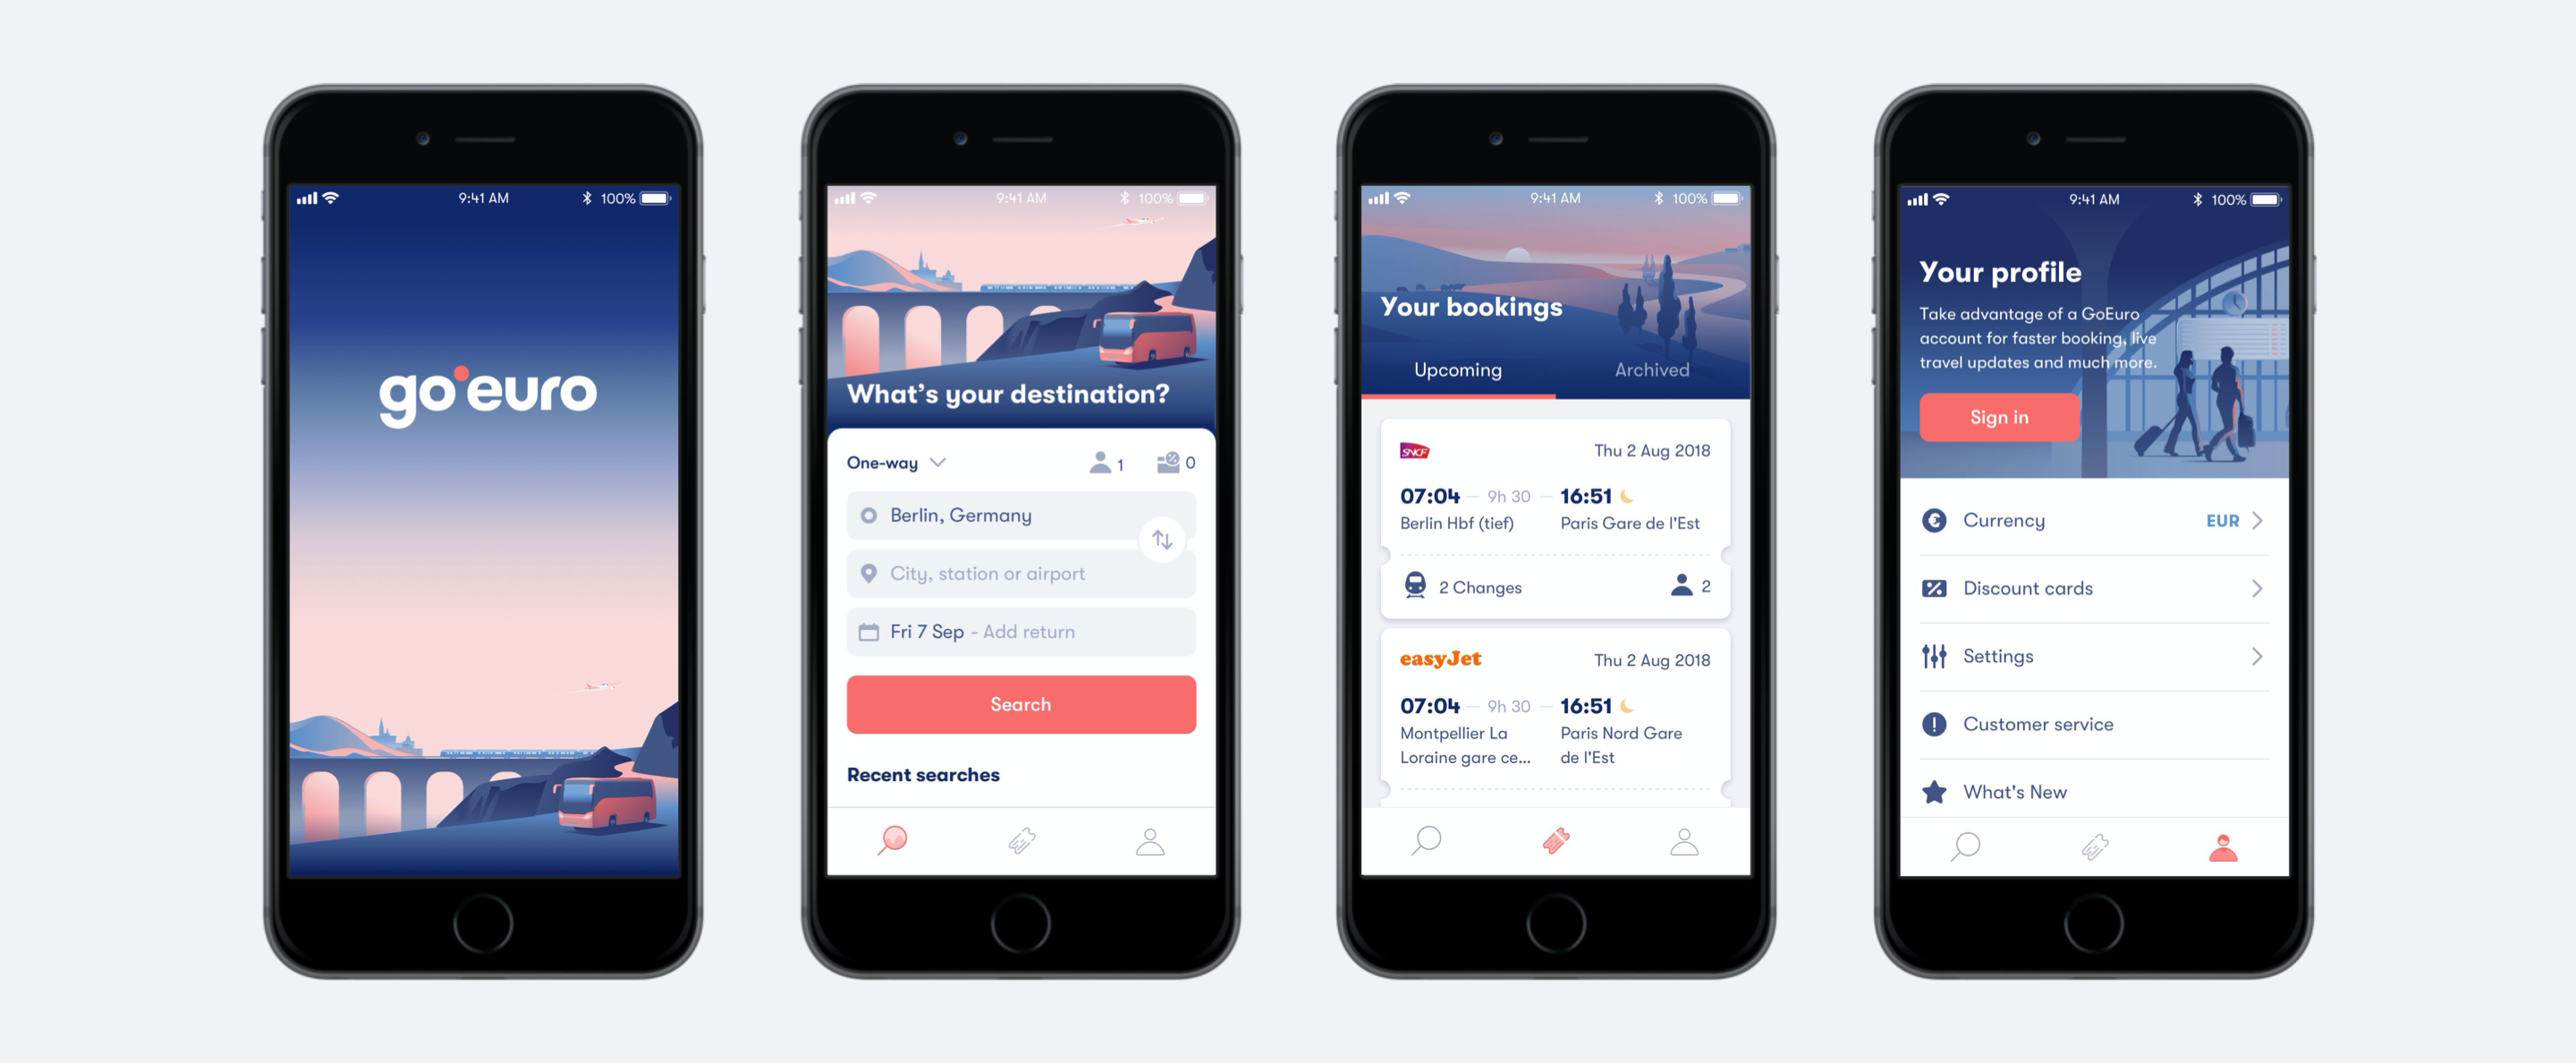 9:41 AM
100%
go euro
9:41 AM
100%
What's your destination?
One-way
1
0
Berlin, Germany
City, station or airport
Fri 7 Sep - Add return
Search
Recent searches
9:41 AM
100%
Your bookings
Upcoming
Archived
SNCF
Thu 2 Aug 2018
07:04 — 9h 30 — 16:51
Berlin Hbf (tief)
Paris Gare de l'Est
2 Changes
2
easyJet
Thu 2 Aug 2018
07:04 — 9h 30 — 16:51
Montpellier La
Loraine gare ce...
Paris Nord Gare
de l'Est
9:41 AM
100%
Your profile
Take advantage of a GoEuro
account for faster booking, live
travel updates and much more.
Sign in
Currency
EUR
Discount cards
Settings
Customer service
What's New